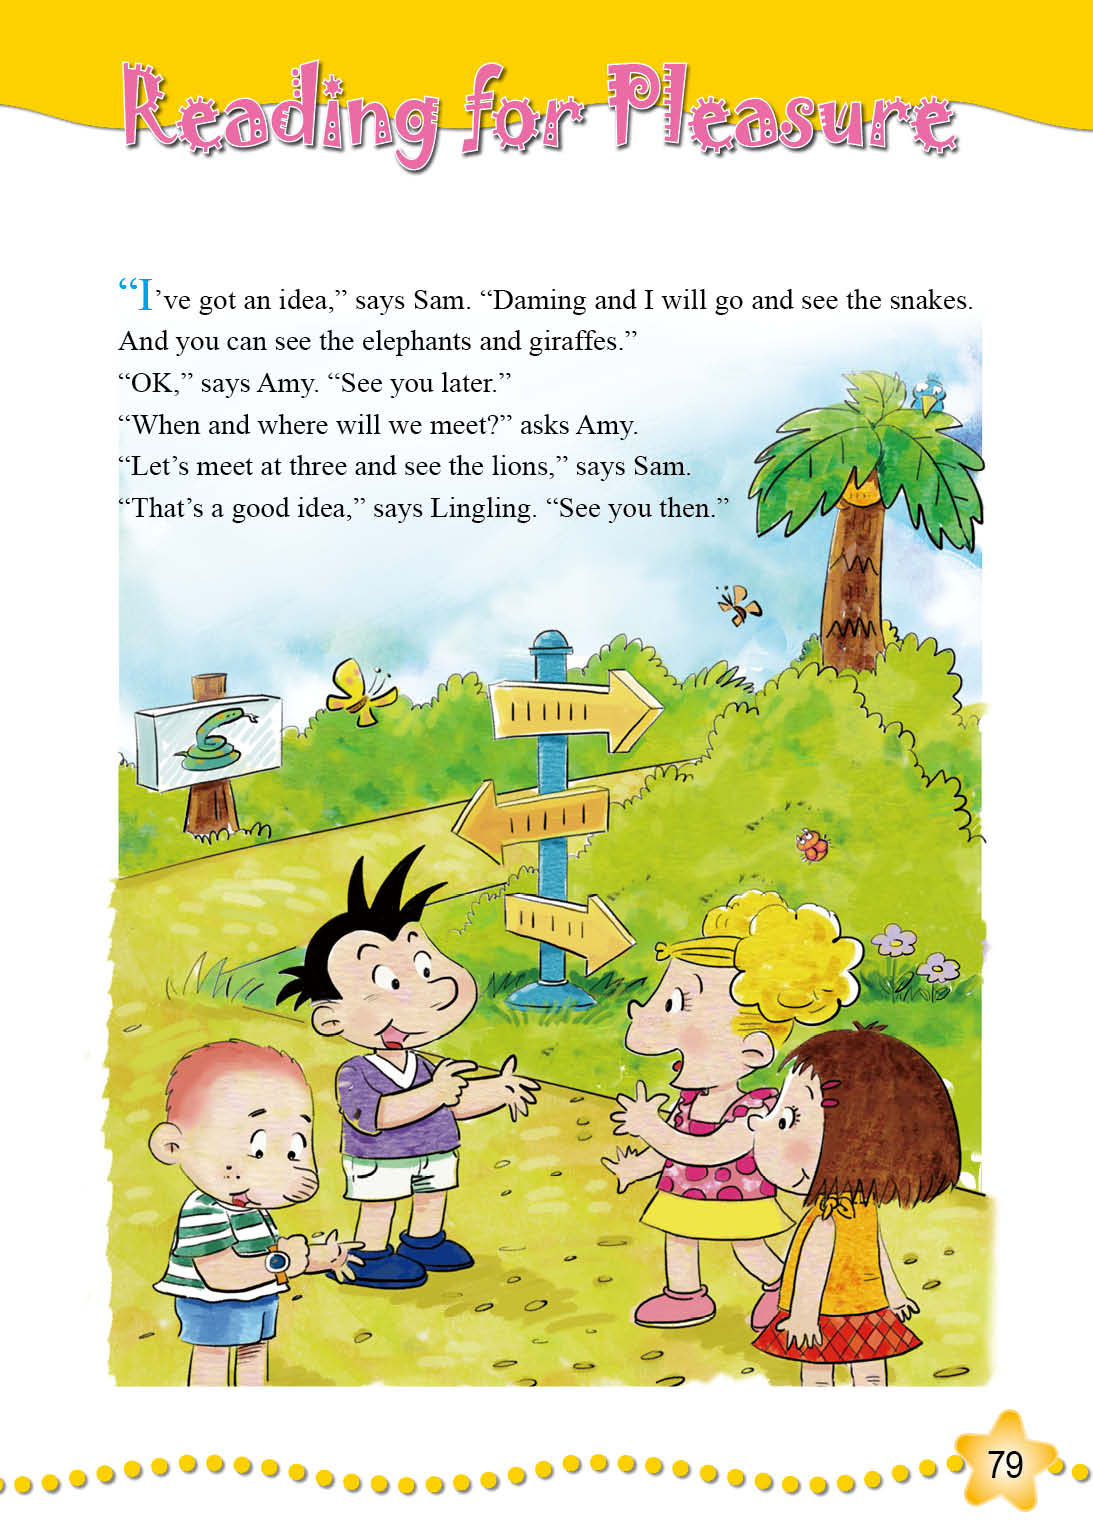 Reading for Pleasure
“I’ve got an idea,” says Sam. “Daming and I will go and see the snakes.
And you can see the elephants and giraffes.”
“OK,” says Amy. “See you later.”
“When and where will we meet?” asks Amy.
“Let’s meet at three and see the lions,” says Sam.
“That’s a good idea,” says Lingling. “See you then.”
79